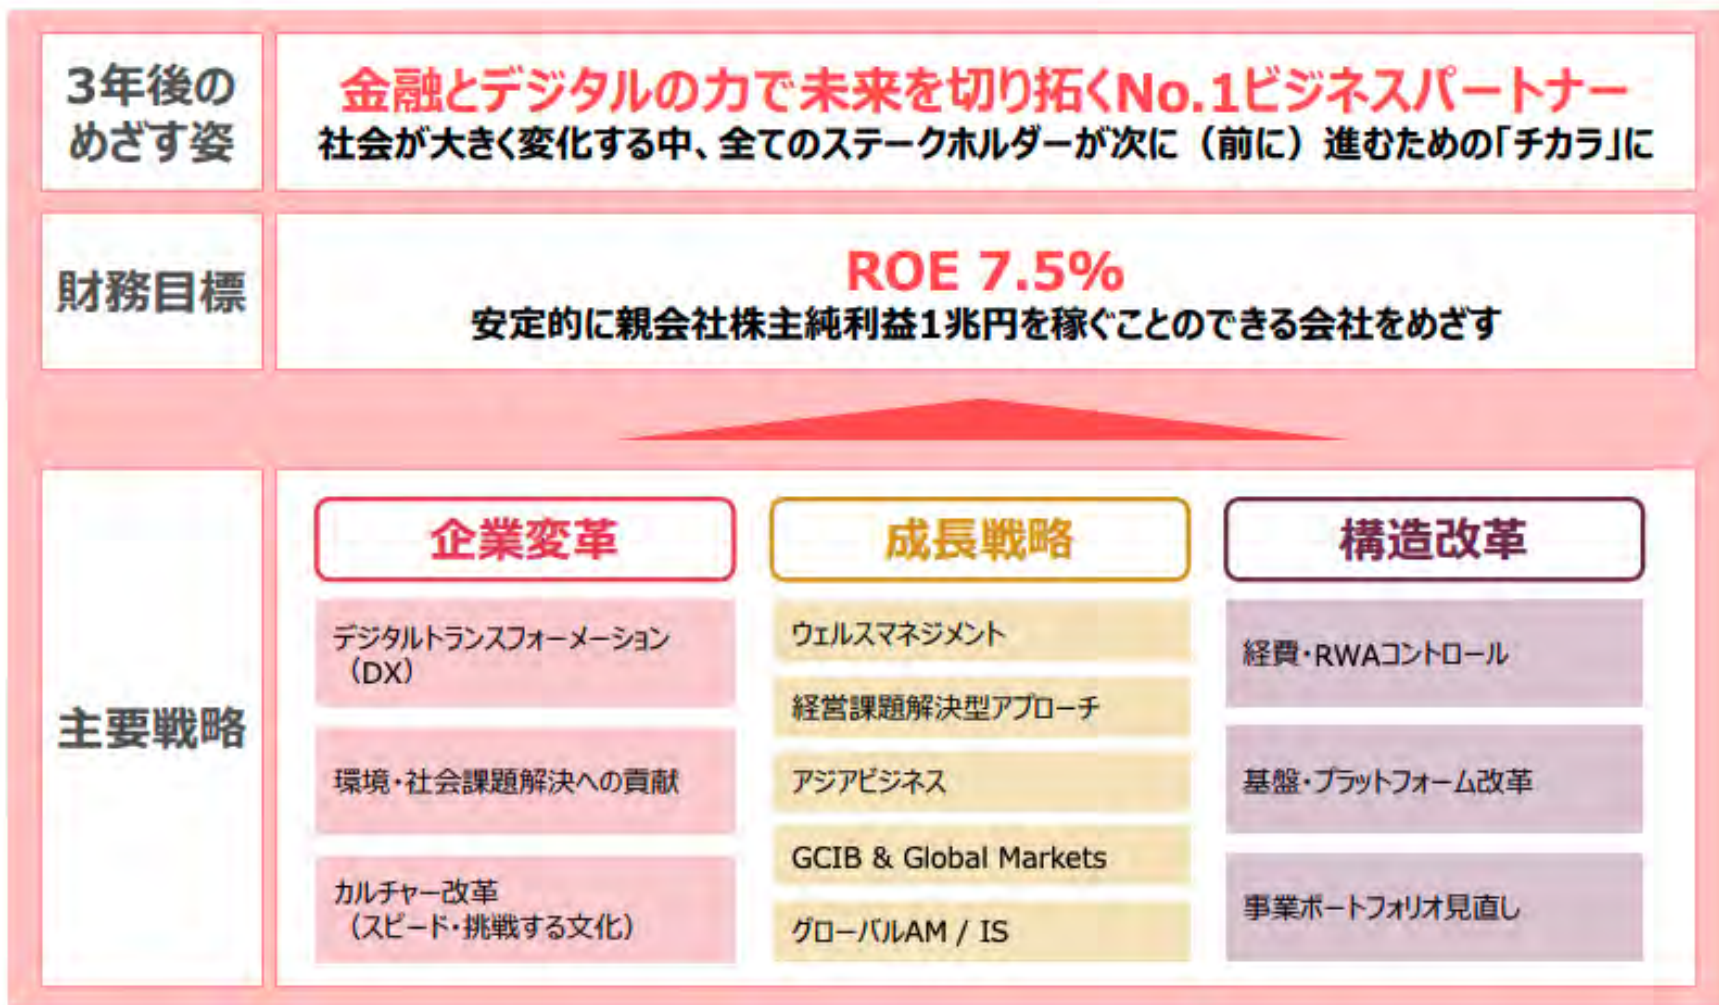 3年後の
めざす姿
金融とデジタルの力で未来を切り拓くNo.1ビジネスパートナー
社会が大きく変化する中、全てのステークホルダーが次に（前に）進むための「チカラ」に
財務目標
ROE 7.5%
安定的に親会社株主純利益1兆円を稼ぐことのできる会社をめざす
主要戦略
企業変革
デジタルトランスフォーメーション
（DX）
環境・社会課題解決への貢献
カルチャー改革
（スピード・挑戦する文化）
成長戦略
ウェルスマネジメント
経営課題解決型アプローチ
アジアビジネス
GCIB & Global Markets
グローバルAM / IS
構造改革
経費・RWAコントロール
基盤・プラットフォーム改革
事業ポートフォリオ見直し